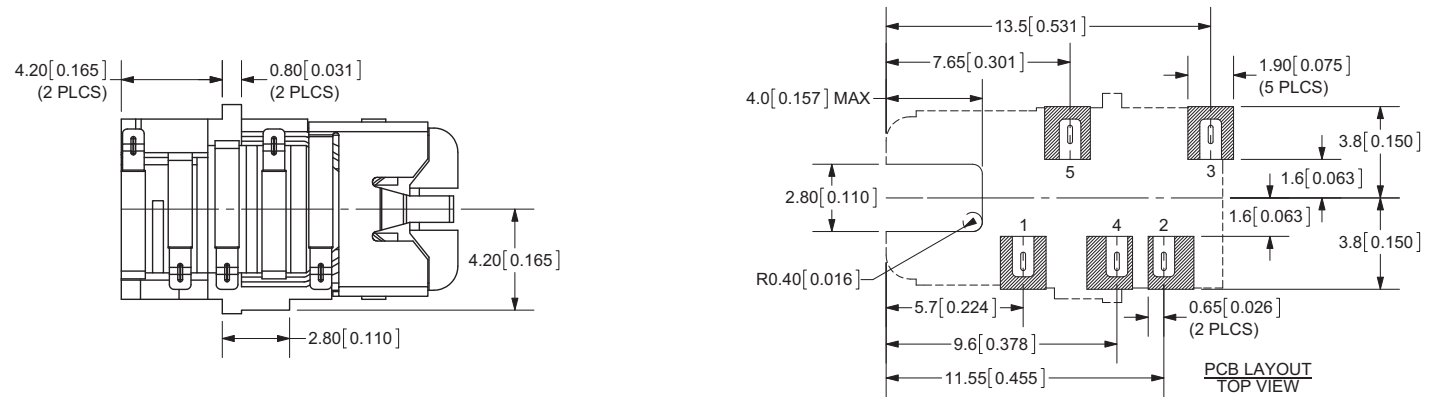 4.20[0.165]
(2 PLCS)
0.80[0.031]
(2 PLCS)
4.20[0.165]
2.80[0.110]
13.5[0.531]
7.65[0.301]
4.0[0.157] MAX
1.90[0.075]
(5 PLCS)
3.8[0.150]
5
3
1.6[0.063]
2.80[0.110]
1.6[0.063]
1
4
2
3.8[0.150]
R0.40[0.016]
5.7[0.224]
0.65[0.026]
(2 PLCS)
9.6[0.378]
11.55[0.455]
PCB LAYOUT
TOP VIEW